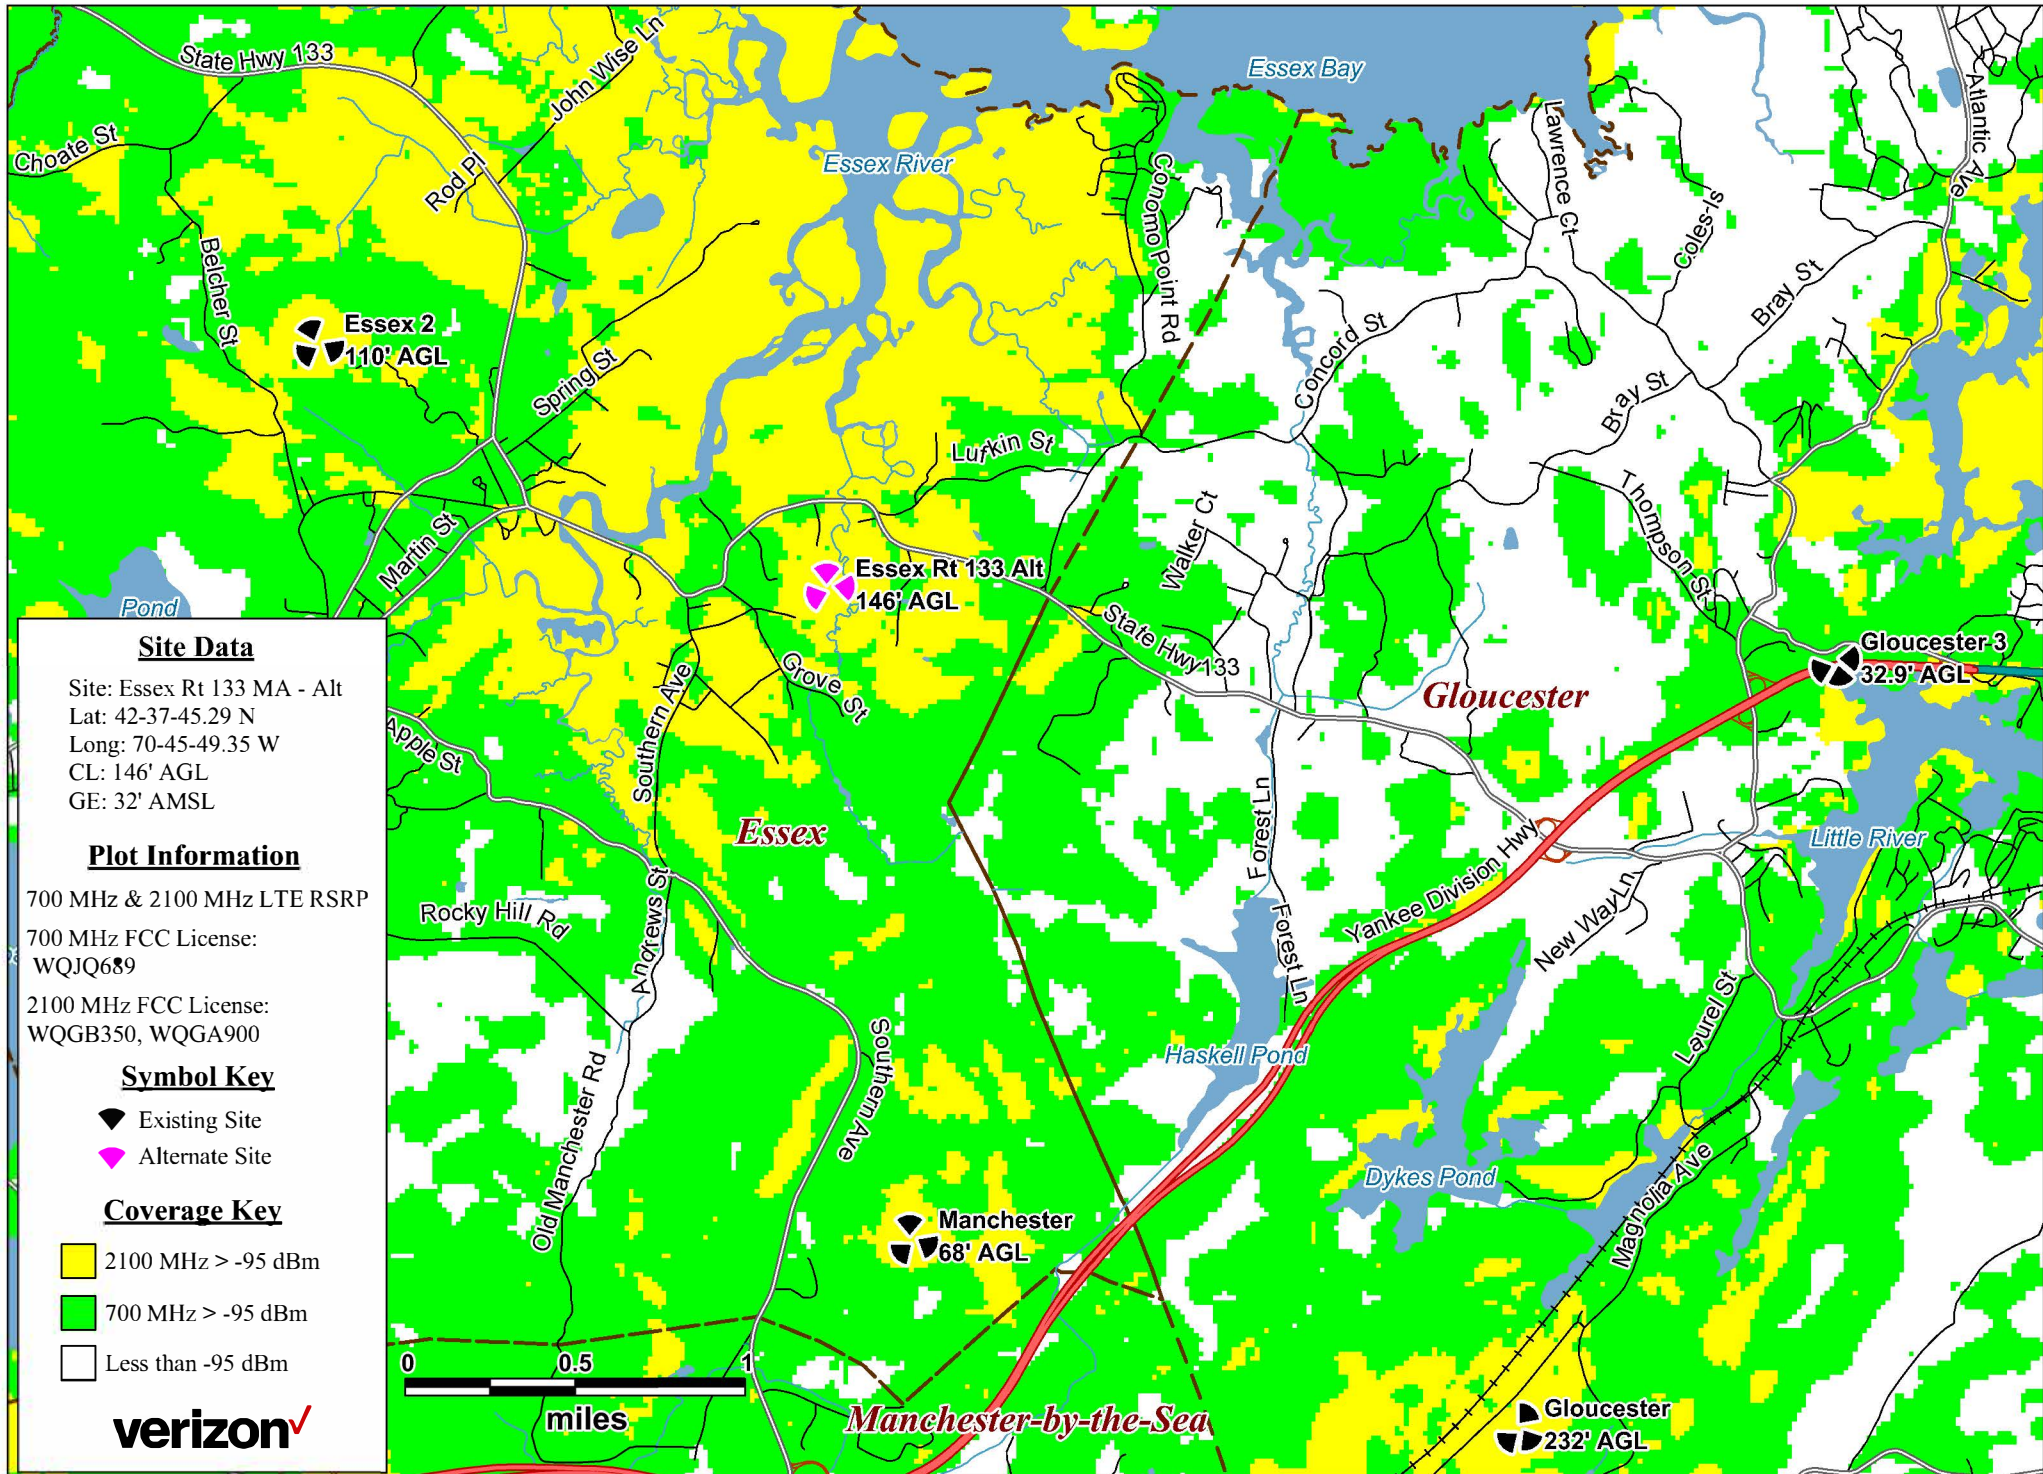 State Hwy 133
John Wise Ln
Essex Bay
Atlantic Ave
Choate St
Rod Pl
Essex River
Conomo Point Rd
Lawrence Ct
Coles Is
Belcher St
Bray St
Essex 2
110' AGL
Spring St
Concord St
Bray St
Lufkin St
Thompson St
Walker Ct
Martin St
Essex Rt 133 Alt
146' AGL
Pond
State Hwy133
Gloucester 3
32.9' AGL
Grove St
Gloucester
Southern Ave
Apple St
Essex
Forest Ln
Little River
Yankee Division Hwy
New Way Ln
Rocky Hill Rd
Andrews St
Forest Ln
Laurel St
Haskell Pond
Southern Ave
Old Manchester Rd
Dykes Pond
Magnolia Ave
Manchester
68' AGL
Manchester-by-the-Sea
Gloucester
232' AGL
0 0.5 1
miles
Site Data
Site: Essex Rt 133 MA - Alt
Lat: 42-37-45.29 N
Long: 70-45-49.35 W
CL: 146' AGL
GE: 32' AMSL
Plot Information
700 MHz & 2100 MHz LTE RSRP
700 MHz FCC License:
WQJQ689
2100 MHz FCC License:
WQGB350, WQGA900
Symbol Key
Existing Site
Alternate Site
Coverage Key
2100 MHz > -95 dBm
700 MHz > -95 dBm
Less than -95 dBm
verizon